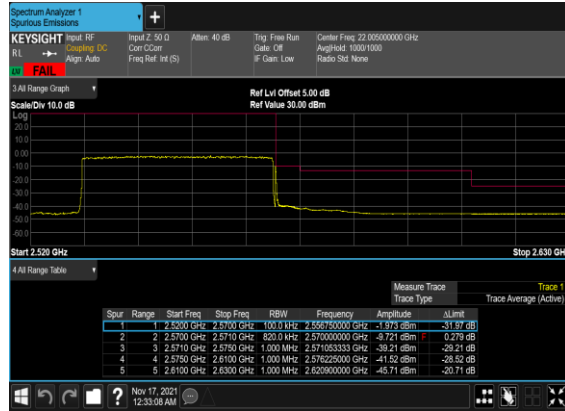 Spectrum Analyzer 1
Spurious Emissions
+
KEYSIGHT Input: RF Input Z: 50 Ω Atten: 40 dB Trig: Free Run Center Freq: 22.005000000 GHz
RL Coupling: DC Corr CCorr Gate: Off Avg|Hold: 1000/1000
Align: Auto Freq Ref: Int (S) IF Gain: Low Radio Std: None
LV FAIL
3 All Range Graph
Ref Lvl Offset 5.00 dB
Scale/Div 10.0 dB Ref Value 30.00 dBm
Log
20.0
10.0
0.00
-10.0
-20.0
-30.0
-40.0
-50.0
-60.0
Start 2.520 GHz Stop 2.630 GH
4 All Range Table
Measure Trace Trace 1
Trace Type Trace Average (Active)
Spur Range Start Freq Stop Freq RBW Frequency Amplitude ΔLimit
1 1 2.5200 GHz 2.5700 GHz 100.0 kHz 2.556750000 GHz -1.973 dBm -31.97 dB
2 2 2.5700 GHz 2.5710 GHz 820.0 kHz 2.570000000 GHz -9.721 dBm F 0.279 dB
3 3 2.5710 GHz 2.5750 GHz 1.000 MHz 2.571053333 GHz -39.21 dBm -29.21 dB
4 4 2.5750 GHz 2.6100 GHz 1.000 MHz 2.576225000 GHz -41.52 dBm -28.52 dB
5 5 2.6100 GHz 2.6300 GHz 1.000 MHz 2.620900000 GHz -45.71 dBm -20.71 dB
? Nov 17, 2021
12:33:08 AM